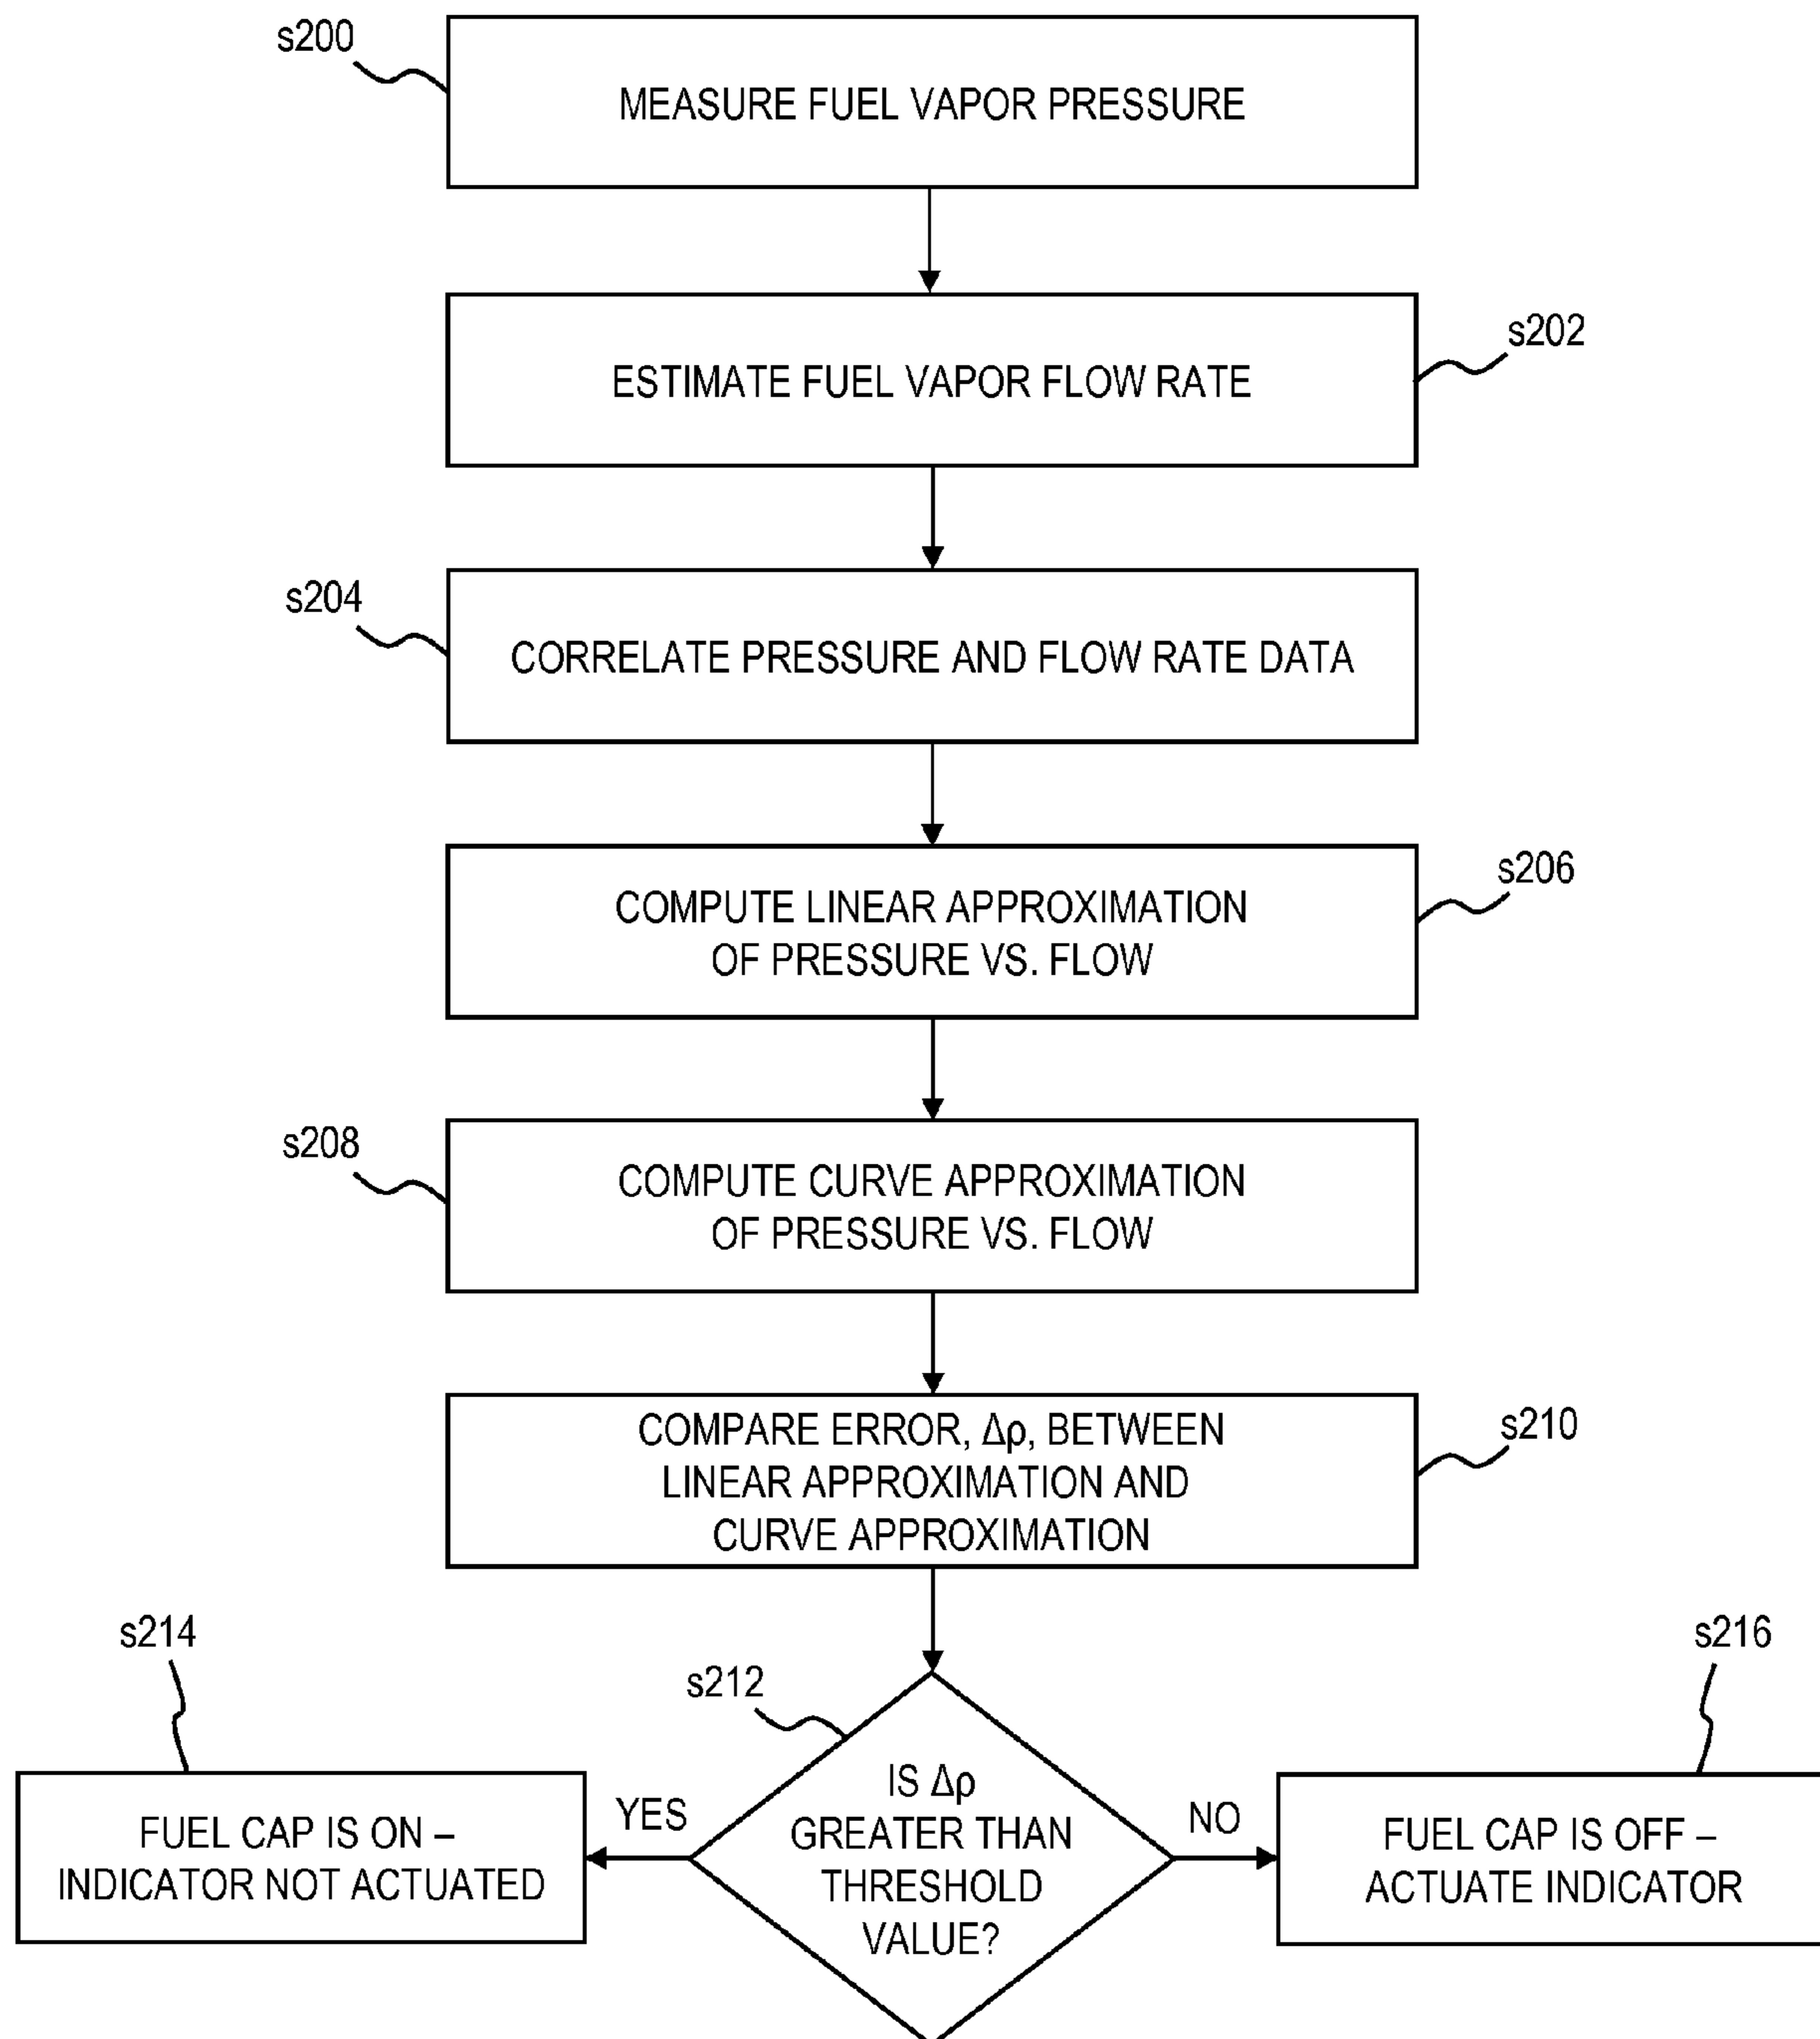 s200
MEASURE FUEL VAPOR PRESSURE
s202
ESTIMATE FUEL VAPOR FLOW RATE
s204
CORRELATE PRESSURE AND FLOW RATE DATA
s206
COMPUTE LINEAR APPROXIMATION
OF PRESSURE VS. FLOW
s208
COMPUTE CURVE APPROXIMATION
OF PRESSURE VS. FLOW
s210
COMPARE ERROR, Δρ, BETWEEN
LINEAR APPROXIMATION AND
CURVE APPROXIMATION
s212
IS Δρ
GREATER THAN
THRESHOLD
VALUE?
YES
s214
FUEL CAP IS ON –
INDICATOR NOT ACTUATED
NO
s216
FUEL CAP IS OFF –
ACTUATE INDICATOR